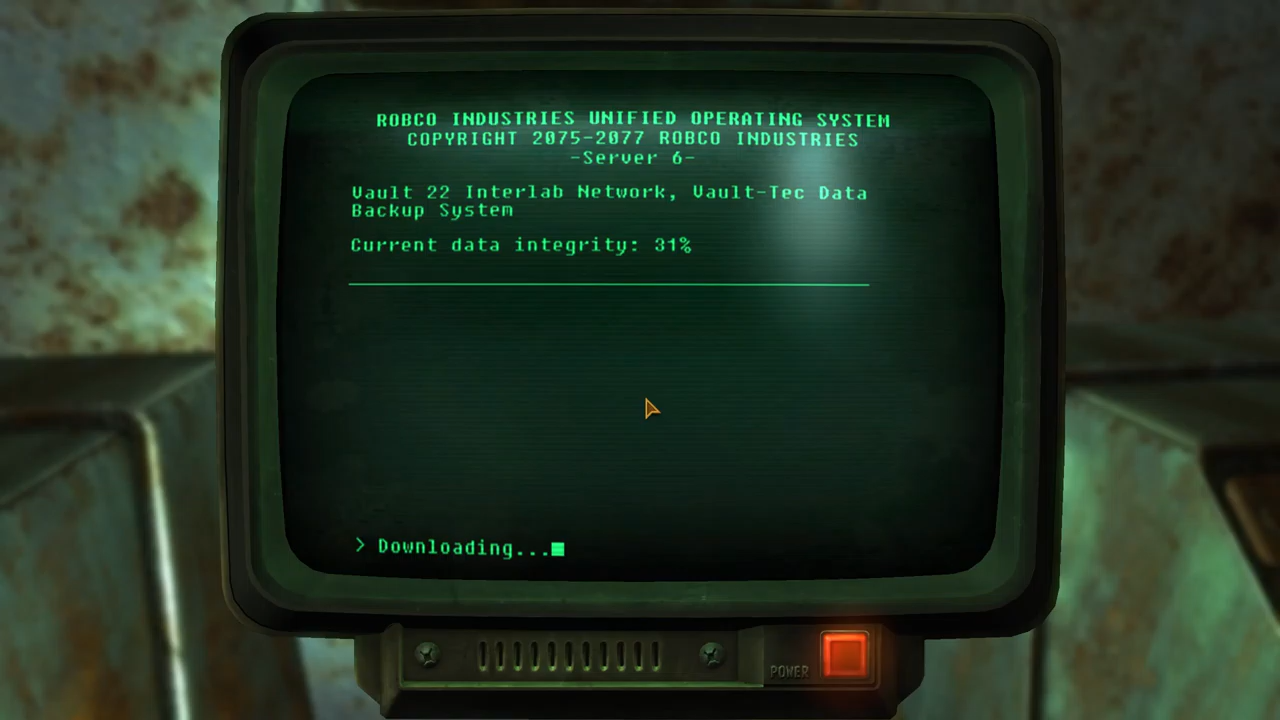 ROBCO INDUSTRIES UNIFIED OPERATING SYSTEM
COPYRIGHT 2075-2077 ROBCO INDUSTRIES
-Server 6-
Vault 22 Interlab Network, Vault-Tec Data
Backup System
Current data integrity: 31%
> Downloading...
POWER